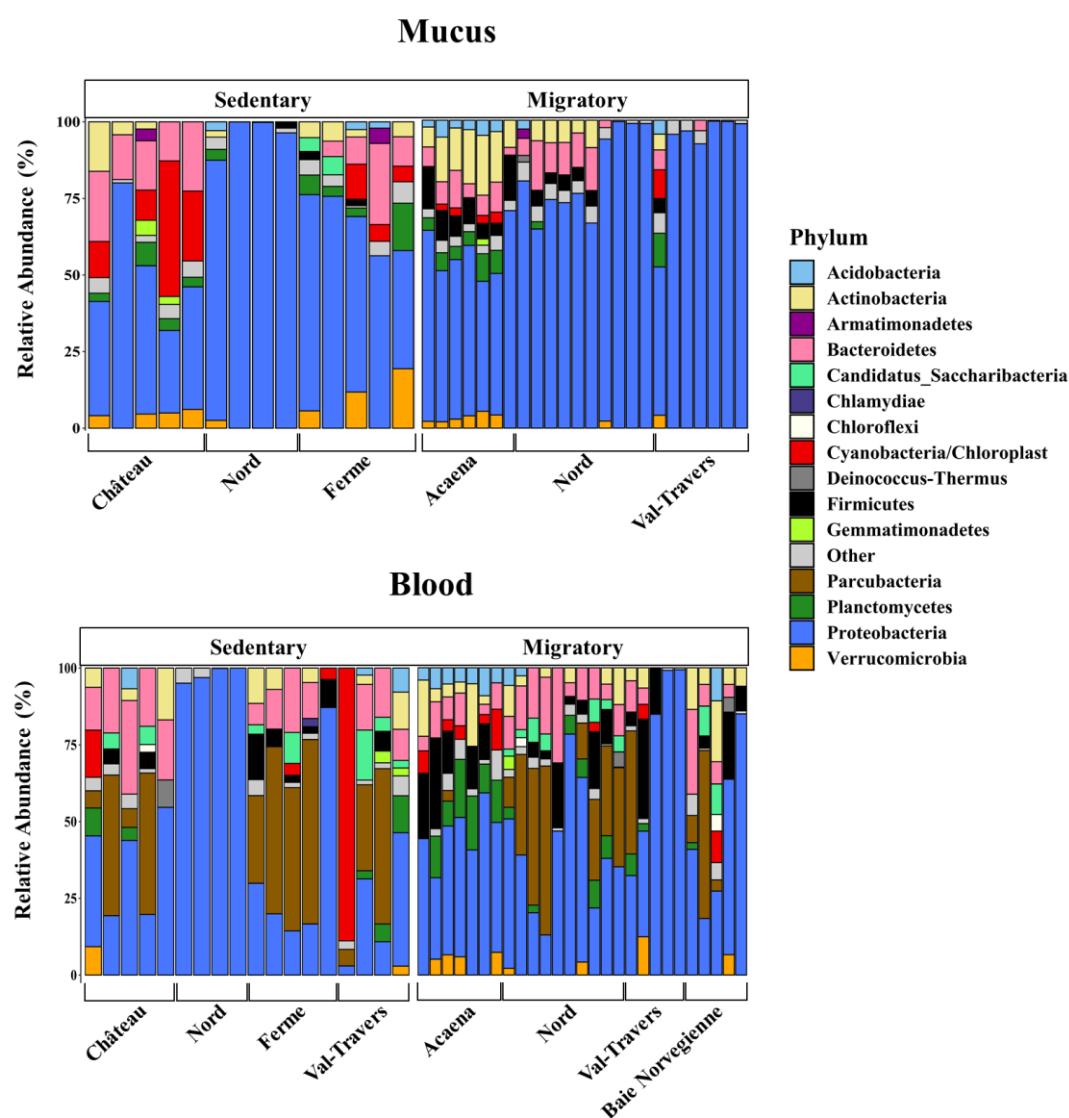 Mucus
Sedentary
Migratory
Relative Abundance (%)
100
75
50
25
0
Château
Nord
Ferme
Acaena
Nord
Val-Travers
Phylum
Acidobacteria
Actinobacteria
Armatimonadetes
Bacteroidetes
Candidatus_Saccharibacteria
Chlamydiae
Chloroflexi
Cyanobacteria/Chloroplast
Deinococcus-Thermus
Firmicutes
Gemmatimonadetes
Other
Parcubacteria
Planctomycetes
Proteobacteria
Verrucomicrobia
Blood
Sedentary
Migratory
Relative Abundance (%)
100
75
50
25
0
Château
Nord
Ferme
Val-Travers
Acaena
Nord
Val-Travers
Baie Norvegienne